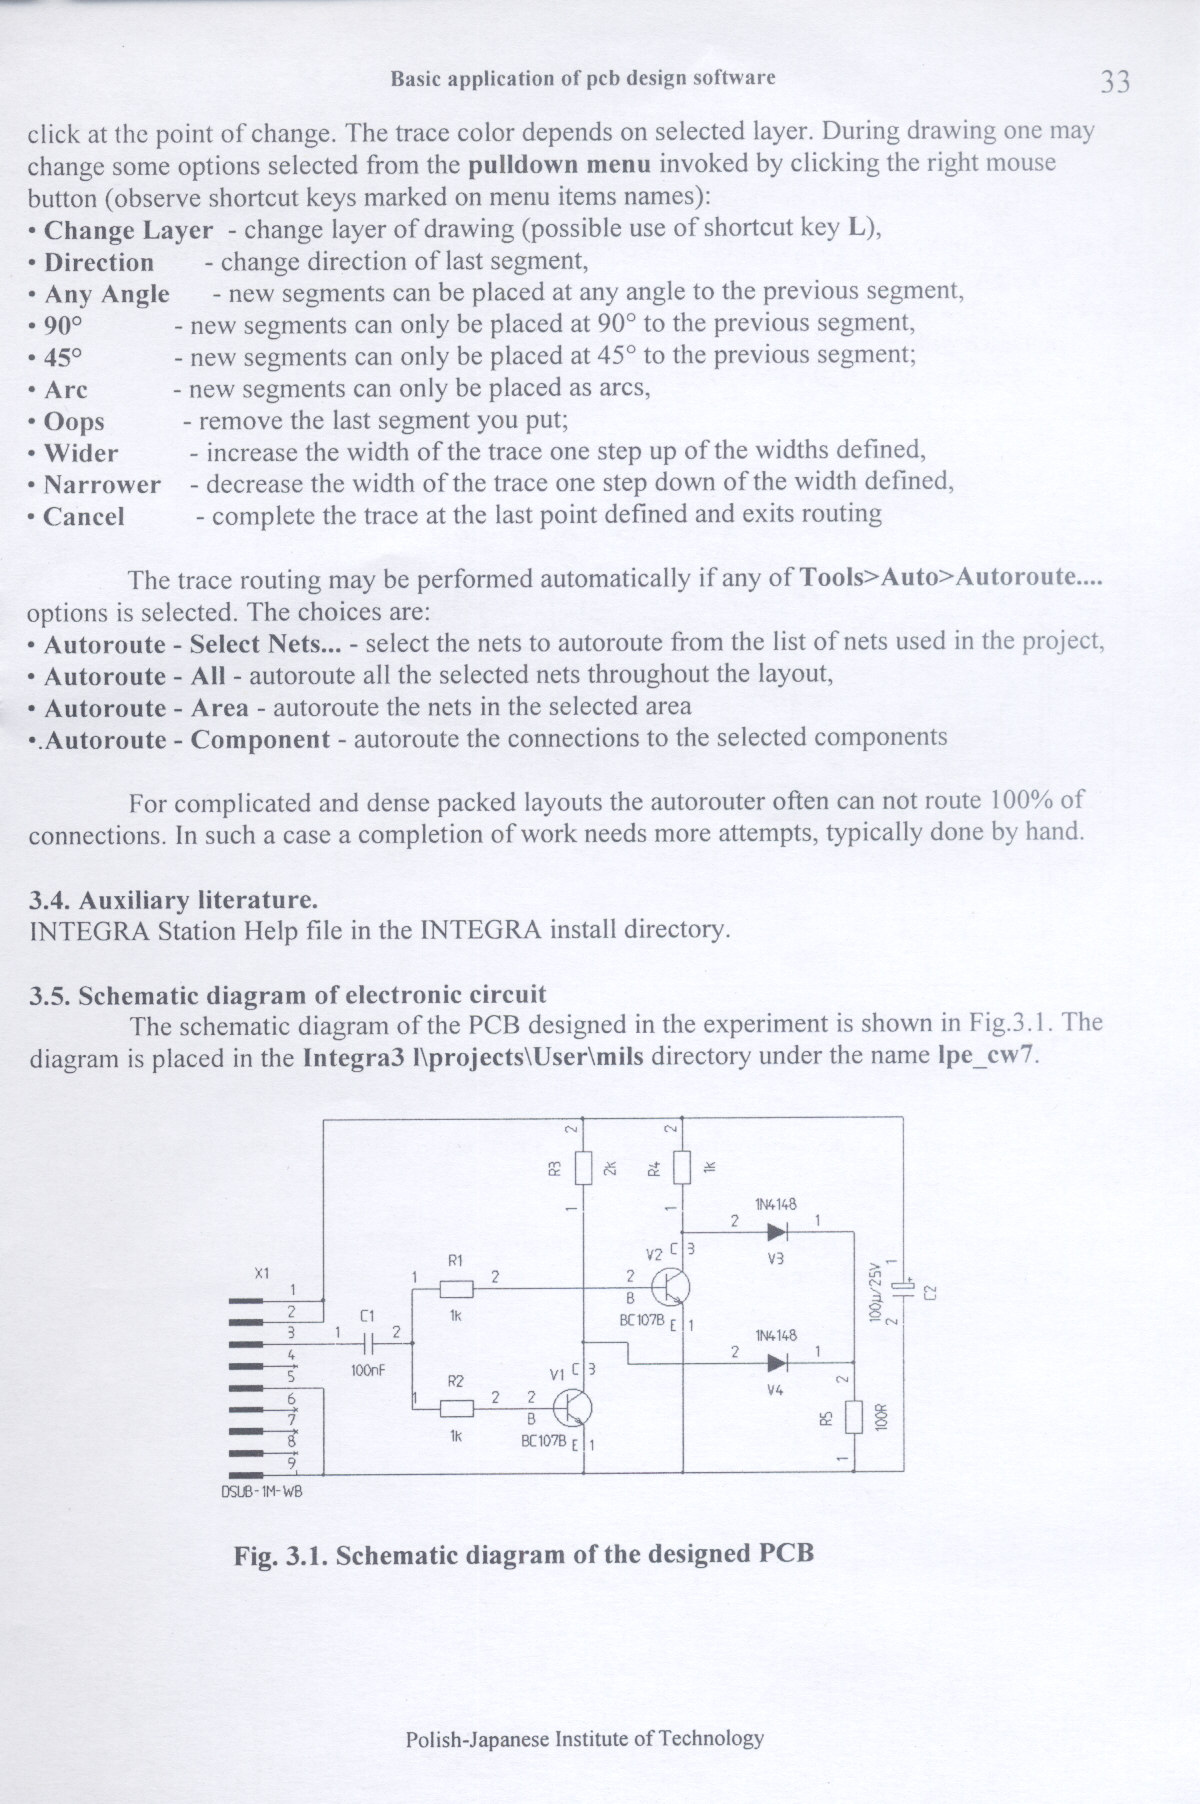 Basic application of pcb design software 33
click at the point of change. The trace color depends on selected layer. During drawing one may
change some options selected from the pulldown menu invoked by clicking the right mouse
button (observe shortcut keys marked on menu items names):
• Change Layer - change layer of drawing (possible use of shortcut key L),
• Direction - change direction of last segment,
• Any Angle - new segments can be placed at any angle to the previous segment,
• 90° - new segments can only be placed at 90° to the previous segment,
• 45° - new segments can only be placed at 45° to the previous segment;
• Arc - new segments can only be placed as arcs,
• Oops - remove the last segment you put;
• Wider - increase the width of the trace one step up of the widths defined,
• Narrower - decrease the width of the trace one step down of the width defined,
• Cancel - complete the trace at the last point defined and exits routing
The trace routing may be performed automatically if any of Tools>Auto>Autoroute....
options is selected. The choices are:
• Autoroute - Select Nets... - select the nets to autoroute from the list of nets used in the project,
• Autoroute - All - autoroute all the selected nets throughout the layout,
• Autoroute - Area - autoroute the nets in the selected area
•.Autoroute - Component - autoroute the connections to the selected components
For complicated and dense packed layouts the autorouter often can not route 100% of
connections. In such a case a completion of work needs more attempts, typically done by hand.
3.4. Auxiliary literature.
INTEGRA Station Help file in the INTEGRA install directory.
3.5. Schematic diagram of electronic circuit
The schematic diagram of the PCB designed in the experiment is shown in Fig.3.1. The
diagram is placed in the Integra3 l\projects\User\mils directory under the name lpe_cw7.
2 2
R3 2k R4 1k
1 1
1N4148
2 1
V3
V2 C 3
R1
1 2
1k
2
B
BC107B E 1
X1
1
2
3
4
5
6
7
8
9
DSUB-1M-WB
C1
1 2
100nF
1
100µ/25V
2
C2
1N4148
2 1
V4
V1 C 3
R2
1 2
1k
2
B
BC107B E 1
2
R5 100R
1
Fig. 3.1. Schematic diagram of the designed PCB
Polish-Japanese Institute of Technology